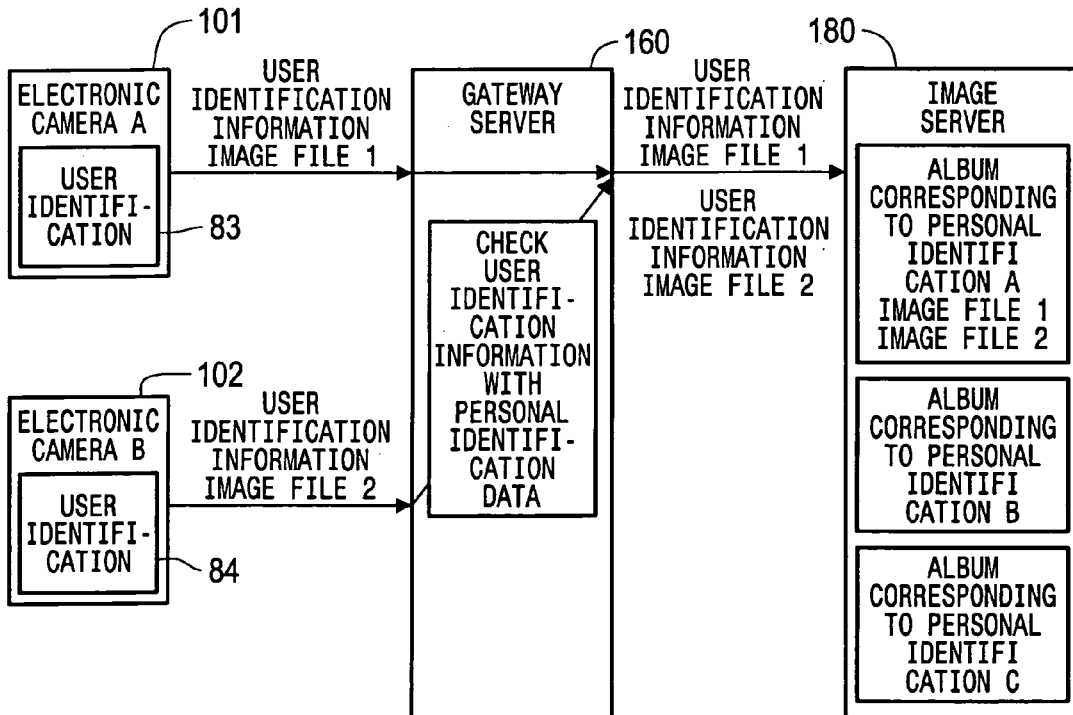 101
ELECTRONIC
CAMERA A
USER
IDENTIFI-
CATION
83
USER
IDENTIFICATION
INFORMATION
IMAGE FILE 1
102
ELECTRONIC
CAMERA B
USER
IDENTIFI-
CATION
84
USER
IDENTIFICATION
INFORMATION
IMAGE FILE 2
160
GATEWAY
SERVER
CHECK
USER
IDENTIFI-
CATION
INFORMATION
WITH
PERSONAL
IDENTIFI-
CATION
DATA
USER
IDENTIFICATION
INFORMATION
IMAGE FILE 1
USER
IDENTIFICATION
INFORMATION
IMAGE FILE 2
180
IMAGE
SERVER
ALBUM
CORRESPONDING
TO PERSONAL
IDENTIFI
CATION A
IMAGE FILE 1
IMAGE FILE 2
ALBUM
CORRESPONDING
TO PERSONAL
IDENTIFI
CATION B
ALBUM
CORRESPONDING
TO PERSONAL
IDENTIFI
CATION C